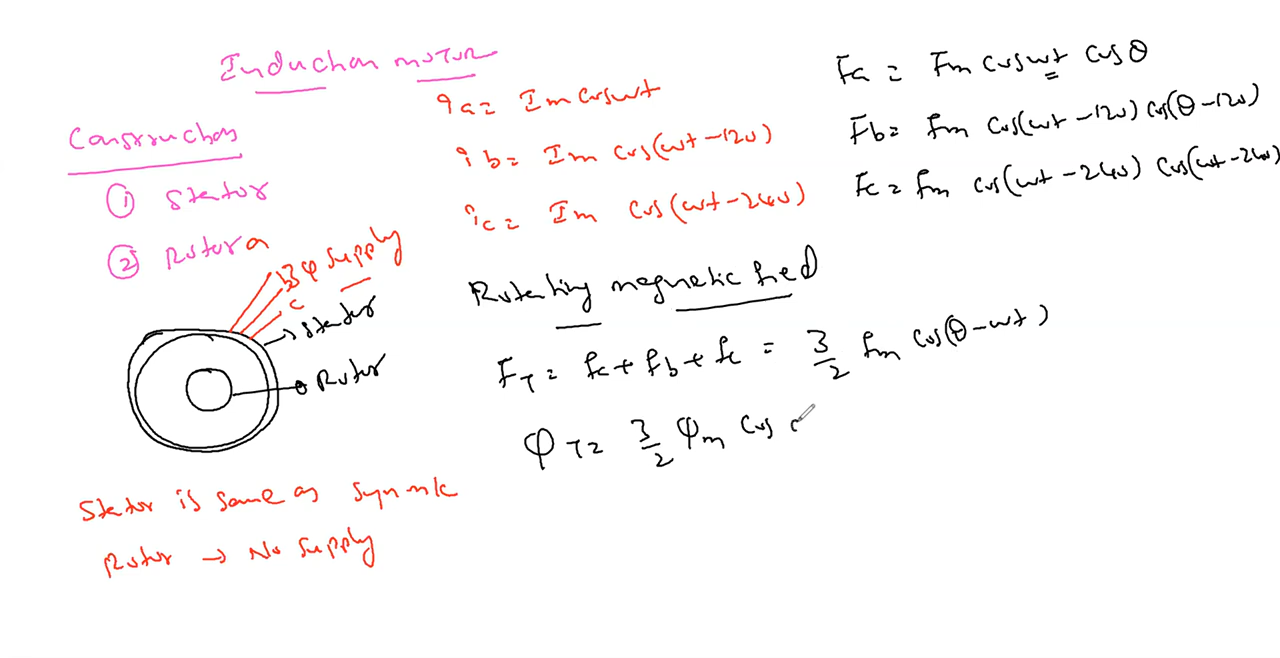 Induction motor
Construction
① Stator
② Rotor
a
b 3φ supply
c
→ Stator
Rotor
Stator is same as syn m/c
Rotor → No supply
ia = Im cosωt
ib = Im cos(ωt-120)
ic = Im cos(ωt-240)
Fa = Fm cosωt cosθ
Fb = fm cos(ωt-120) cos(θ-120)
Fc = fm cos(ωt-240) cos(ωt-240)
Rotating magnetic field
FT = fa + fb + fc = 3/2 fm cos(θ-ωt)
φT = 3/2 φm cos